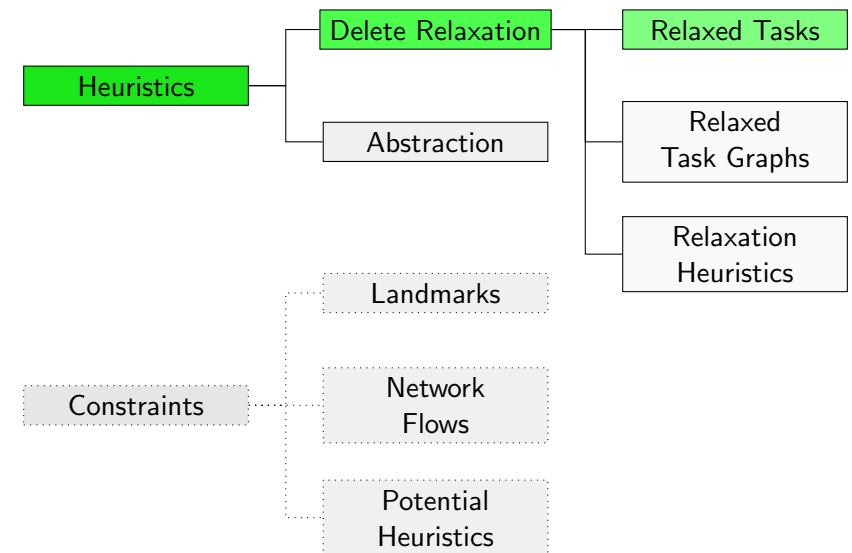 Heuristics
Delete Relaxation
Relaxed Tasks
Abstraction
Relaxed
Task Graphs
Relaxation
Heuristics
Constraints
Landmarks
Network
Flows
Potential
Heuristics